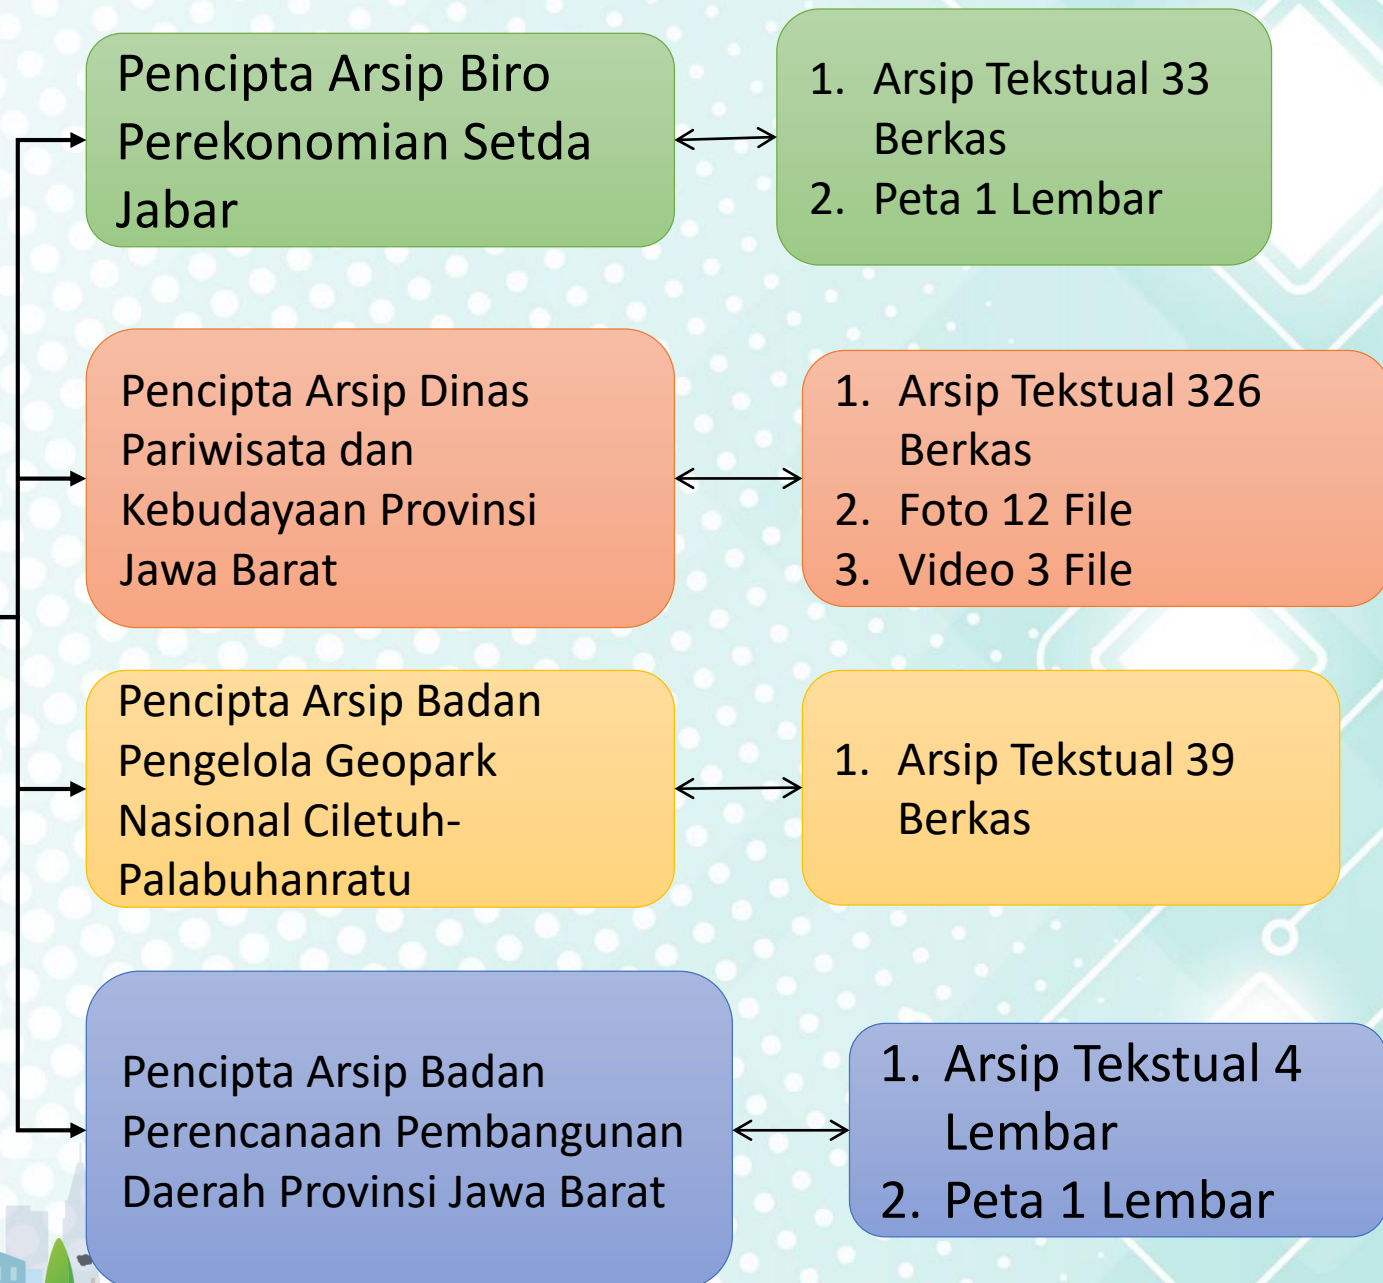 Pencipta Arsip Biro
Perekonomian Setda
Jabar
1. Arsip Tekstual 33
Berkas
2. Peta 1 Lembar
Pencipta Arsip Dinas
Pariwisata dan
Kebudayaan Provinsi
Jawa Barat
1. Arsip Tekstual 326
Berkas
2. Foto 12 File
3. Video 3 File
Pencipta Arsip Badan
Pengelola Geopark
Nasional Ciletuh-
Palabuhanratu
1. Arsip Tekstual 39
Berkas
Pencipta Arsip Badan
Perencanaan Pembangunan
Daerah Provinsi Jawa Barat
1. Arsip Tekstual 4
Lembar
2. Peta 1 Lembar